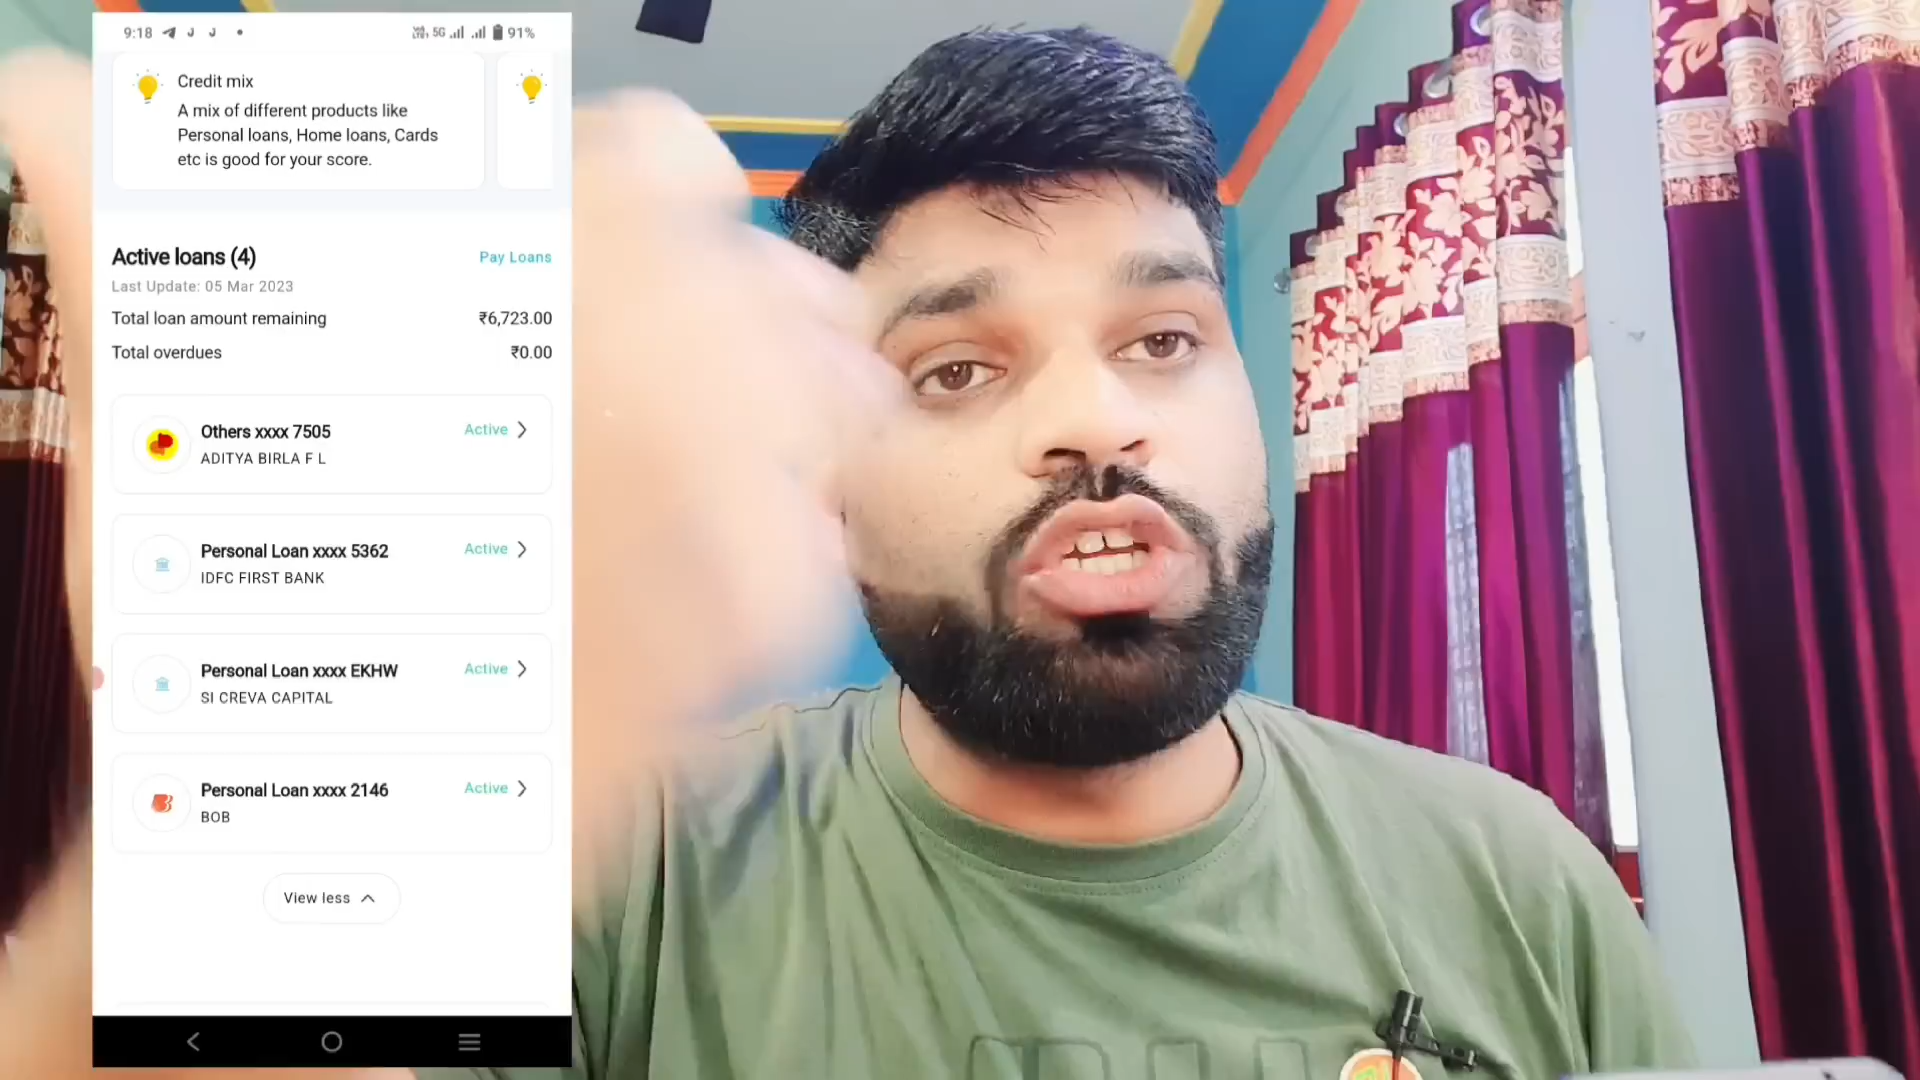 9:18
5G 91%
Credit mix
A mix of different products like
Personal loans, Home loans, Cards
etc is good for your score.
Active loans (4)
Pay Loans
Last Update: 05 Mar 2023
Total loan amount remaining
₹6,723.00
Total overdues
₹0.00
Others xxxx 7505
Active
ADITYA BIRLA F L
Personal Loan xxxx 5362
Active
IDFC FIRST BANK
Personal Loan xxxx EKHW
Active
SI CREVA CAPITAL
Personal Loan xxxx 2146
Active
BOB
View less